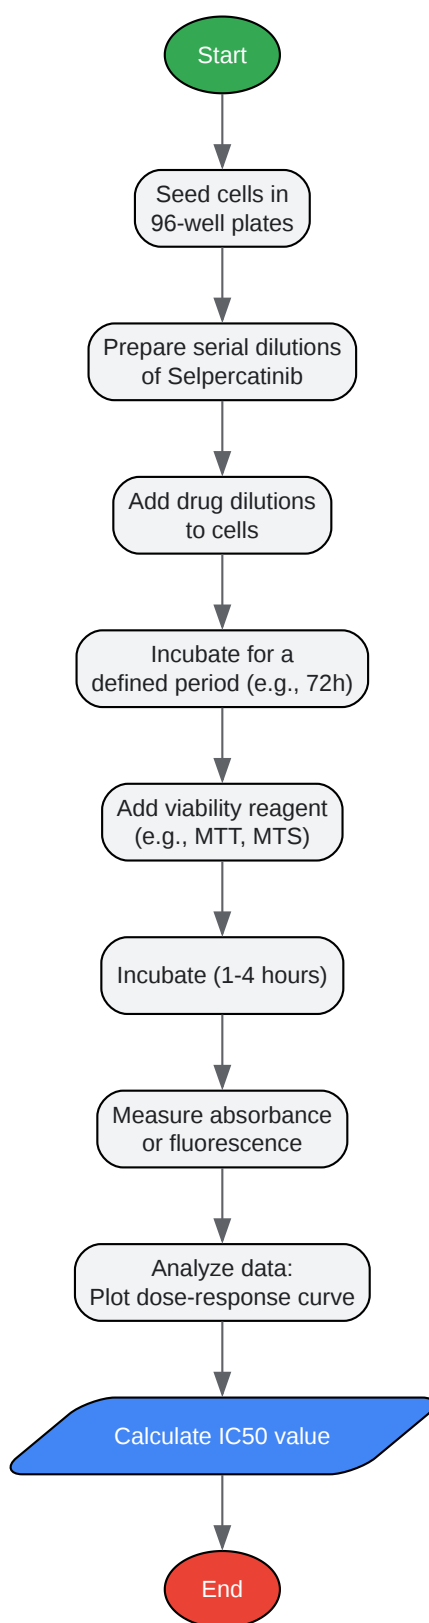 Start
Seed cells in
96-well plates
Prepare serial dilutions
of Selpercatinib
Add drug dilutions
to cells
Incubate for a
defined period (e.g., 72h)
Add viability reagent
(e.g., MTT, MTS)
Incubate (1-4 hours)
Measure absorbance
or fluorescence
Analyze data:
Plot dose-response curve
Calculate IC50 value
End